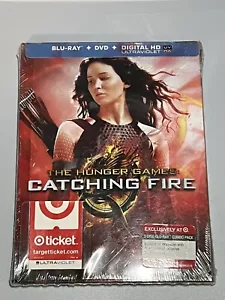 BLU-RAY + DVD + DIGITAL HD
ULTRAVIOLET
THE HUNGER GAMES
CATCHING FIRE
ticket.
targetticket.com
ULTRAVIOLET
EXCLUSIVELY AT